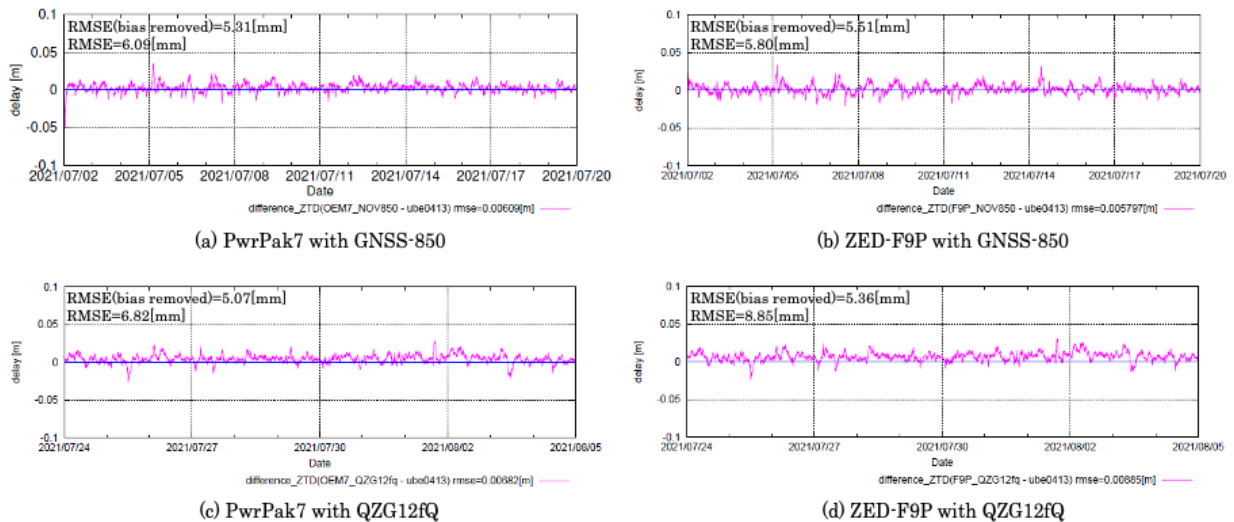 RMSE(bias removed)=5.31[mm]
RMSE=6.09[mm]
0.1
0.05
0
-0.05
-0.1
delay [m]
2021/07/02 2021/07/05 2021/07/08 2021/07/11 2021/07/14 2021/07/17 2021/07/20
Date
difference_ZTD(OEM7_NOV850 - ube0413) rmse=0.00609[m]
(a) PwrPak7 with GNSS-850
RMSE(bias removed)=5.51[mm]
RMSE=5.80[mm]
0.1
0.05
0
-0.05
-0.1
delay [m]
2021/07/02 2021/07/05 2021/07/08 2021/07/11 2021/07/14 2021/07/17 2021/07/20
Date
difference_ZTD(F9P_NOV850 - ube0413) rmse=0.005797[m]
(b) ZED-F9P with GNSS-850
RMSE(bias removed)=5.07[mm]
RMSE=6.82[mm]
0.1
0.05
0
-0.05
-0.1
delay [m]
2021/07/24 2021/07/27 2021/07/30 2021/08/02 2021/08/05
Date
difference_ZTD(OEM7_QZG12fq - ube0413) rmse=0.00682[m]
(c) PwrPak7 with QZG12fQ
RMSE(bias removed)=5.36[mm]
RMSE=8.85[mm]
0.1
0.05
0
-0.05
-0.1
delay [m]
2021/07/24 2021/07/27 2021/07/30 2021/08/02 2021/08/05
Date
difference_ZTD(F9P_QZG12fq - ube0413) rmse=0.00885[m]
(d) ZED-F9P with QZG12fQ